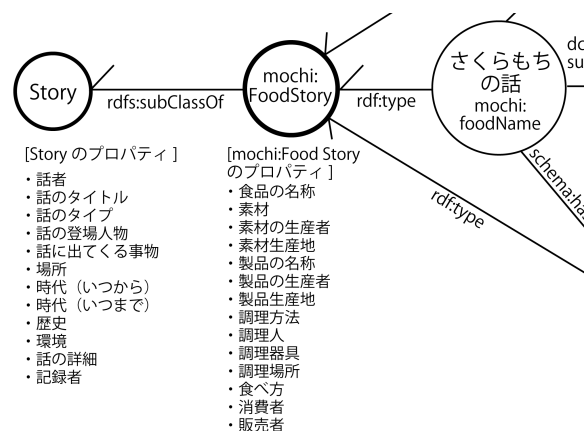 Story
rdfs:subClassOf
mochi:
FoodStory
rdf:type
さくらもち
の話
mochi:
foodName
rdf:type
[Story のプロパティ ]
・話者
・話のタイトル
・話のタイプ
・話の登場人物
・話に出てくる事物
・場所
・時代（いつから）
・時代（いつまで）
・歴史
・環境
・話の詳細
・記録者
[mochi:Food Story
のプロパティ ]
・食品の名称
・素材
・素材の生産者
・素材生産地
・製品の名称
・製品の生産者
・製品生産地
・調理方法
・調理人
・調理器具
・調理場所
・食べ方
・消費者
・販売者